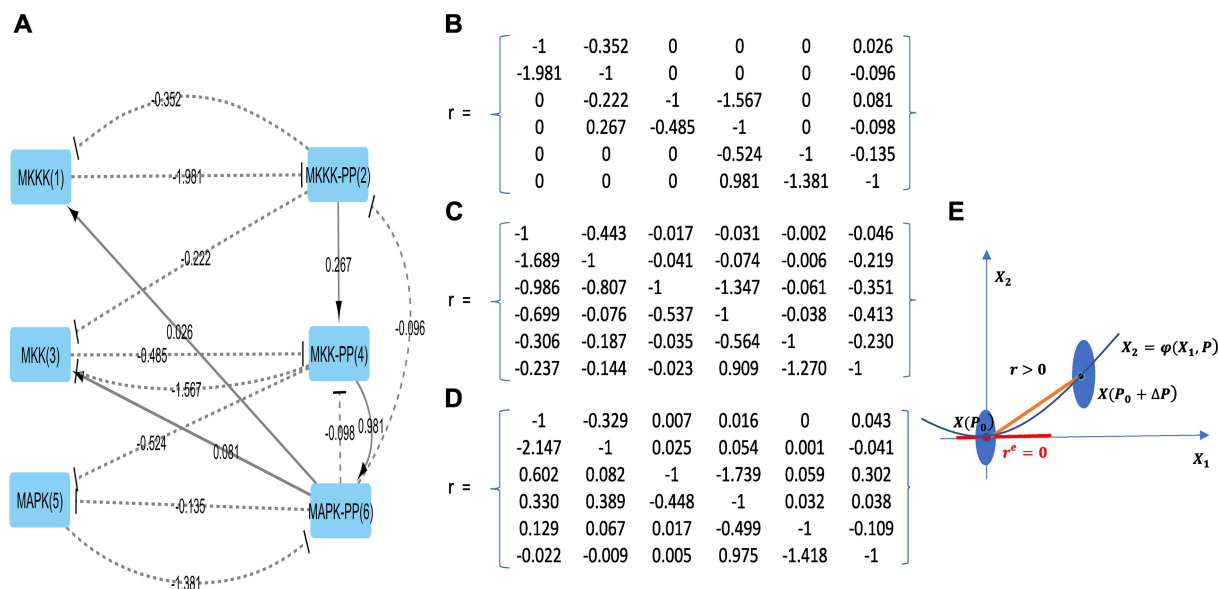 A
-0.352
MKKK(1)
-1.981
MKKK-PP(2)
-0.222
0.267
0.026
-0.096
MKK(3)
-0.485
MKK-PP(4)
-1.567
-0.524
-0.098
0.981
0.081
MAPK(5)
-0.135
MAPK-PP(6)
-1.381
B
-1 -0.352 0 0 0 0.026
-1.981 -1 0 0 0 -0.096
0 -0.222 -1 -1.567 0 0.081
r =
0 0.267 -0.485 -1 0 -0.098
0 0 0 -0.524 -1 -0.135
0 0 0 0.981 -1.381 -1
C
-1 -0.443 -0.017 -0.031 -0.002 -0.046
-1.689 -1 -0.041 -0.074 -0.006 -0.219
-0.986 -0.807 -1 -1.347 -0.061 -0.351
r =
-0.699 -0.076 -0.537 -1 -0.038 -0.413
-0.306 -0.187 -0.035 -0.564 -1 -0.230
-0.237 -0.144 -0.023 0.909 -1.270 -1
D
-1 -0.329 0.007 0.016 0 0.043
-2.147 -1 0.025 0.054 0.001 -0.041
0.602 0.082 -1 -1.739 0.059 0.302
r =
0.330 0.389 -0.448 -1 0.032 0.038
0.129 0.067 0.017 -0.499 -1 -0.109
-0.022 -0.009 0.005 0.975 -1.418 -1
E
X₂
X₂ = φ(X₁, P)
r > 0
X(P₀ + ΔP)
X(P₀)
rᵉ = 0
X₁